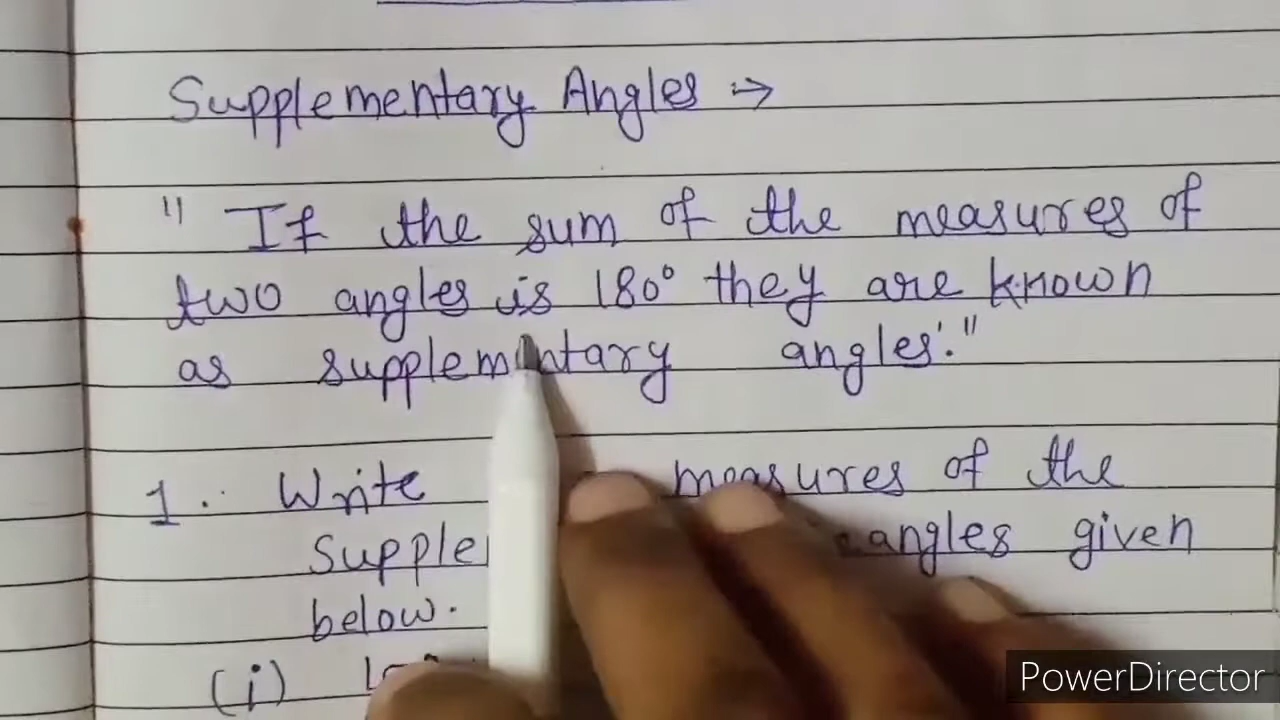 Supplementary Angles →
" If the sum of the measures of
two angles is 180° they are known
as supplementary angles."
1. Write measures of the
angles given
below.
(i)
PowerDirector